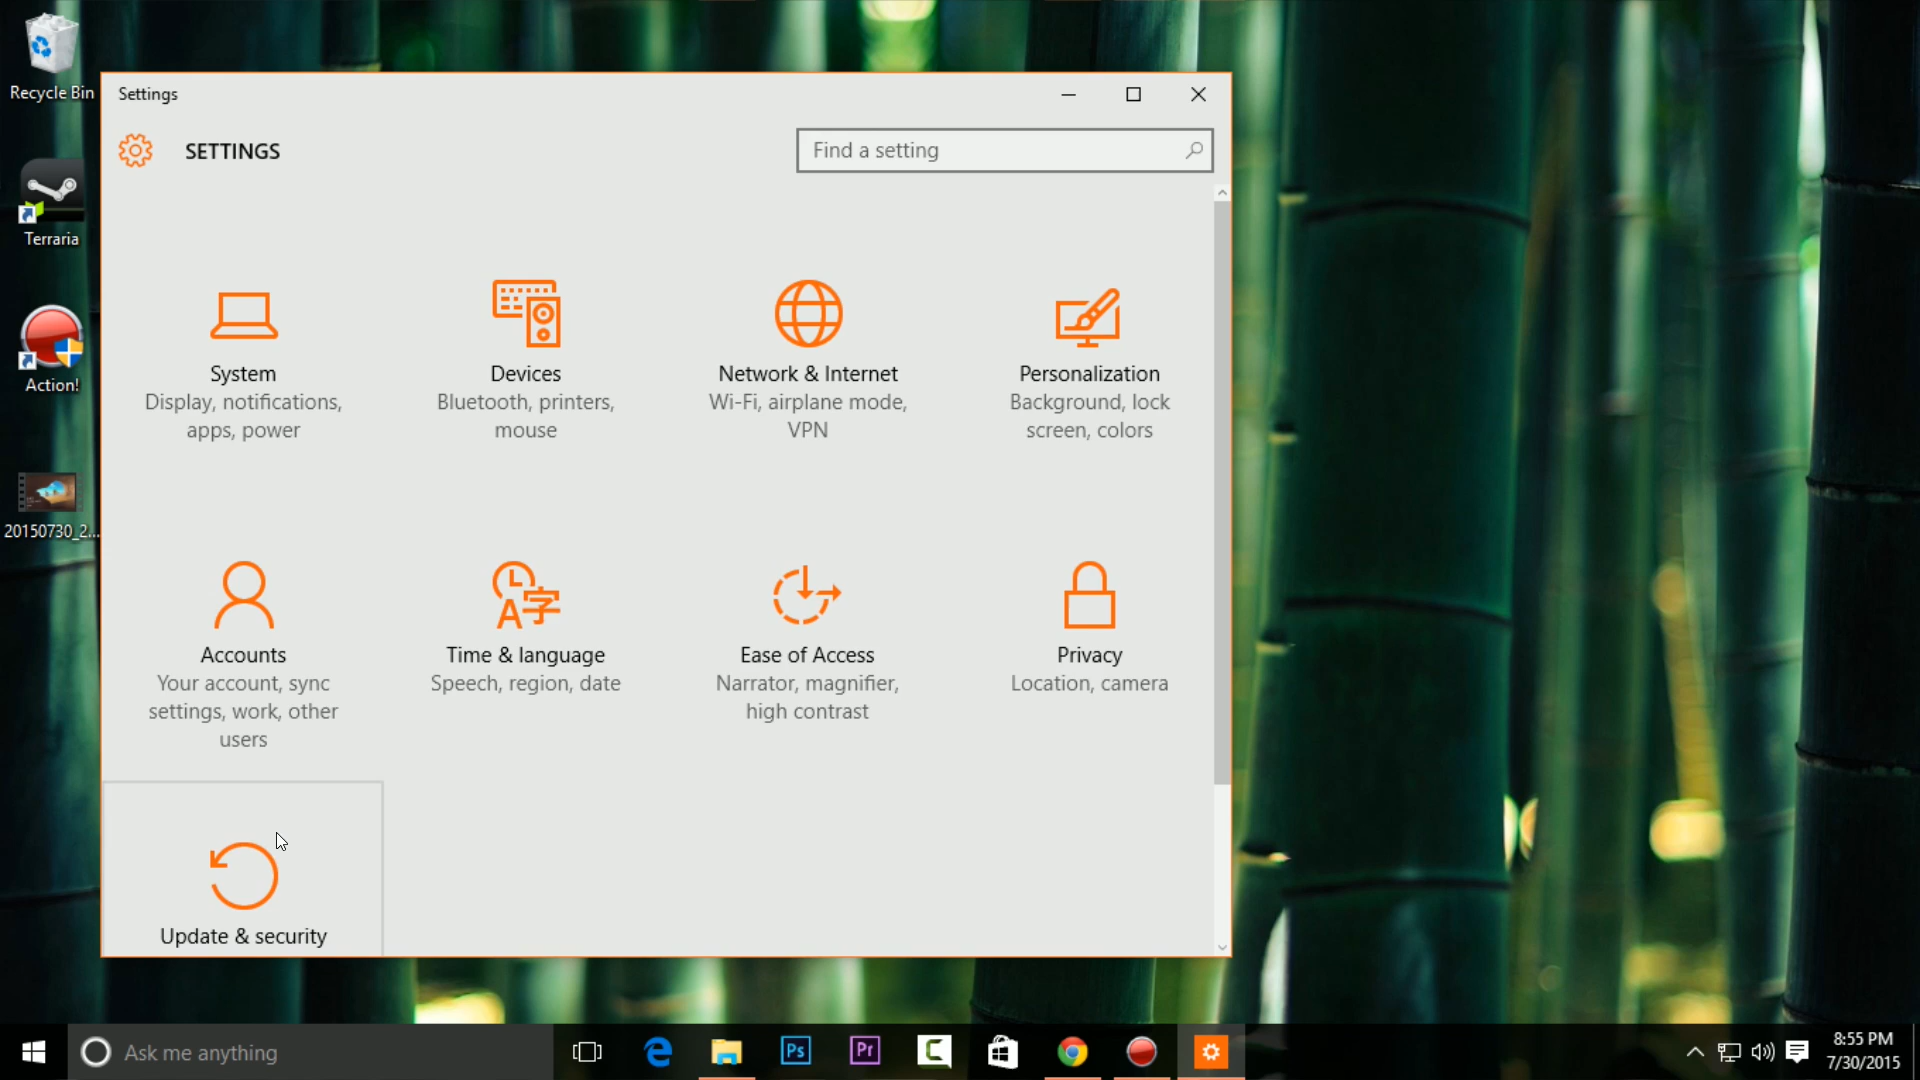 Recycle Bin
Terraria
Action!
20150730_2...
Settings
SETTINGS
Find a setting
System
Display, notifications,
apps, power
Devices
Bluetooth, printers,
mouse
Network & Internet
Wi-Fi, airplane mode,
VPN
Personalization
Background, lock
screen, colors
Accounts
Your account, sync
settings, work, other
users
Time & language
Speech, region, date
Ease of Access
Narrator, magnifier,
high contrast
Privacy
Location, camera
Update & security
Ask me anything
Ps
Pr
8:55 PM
7/30/2015